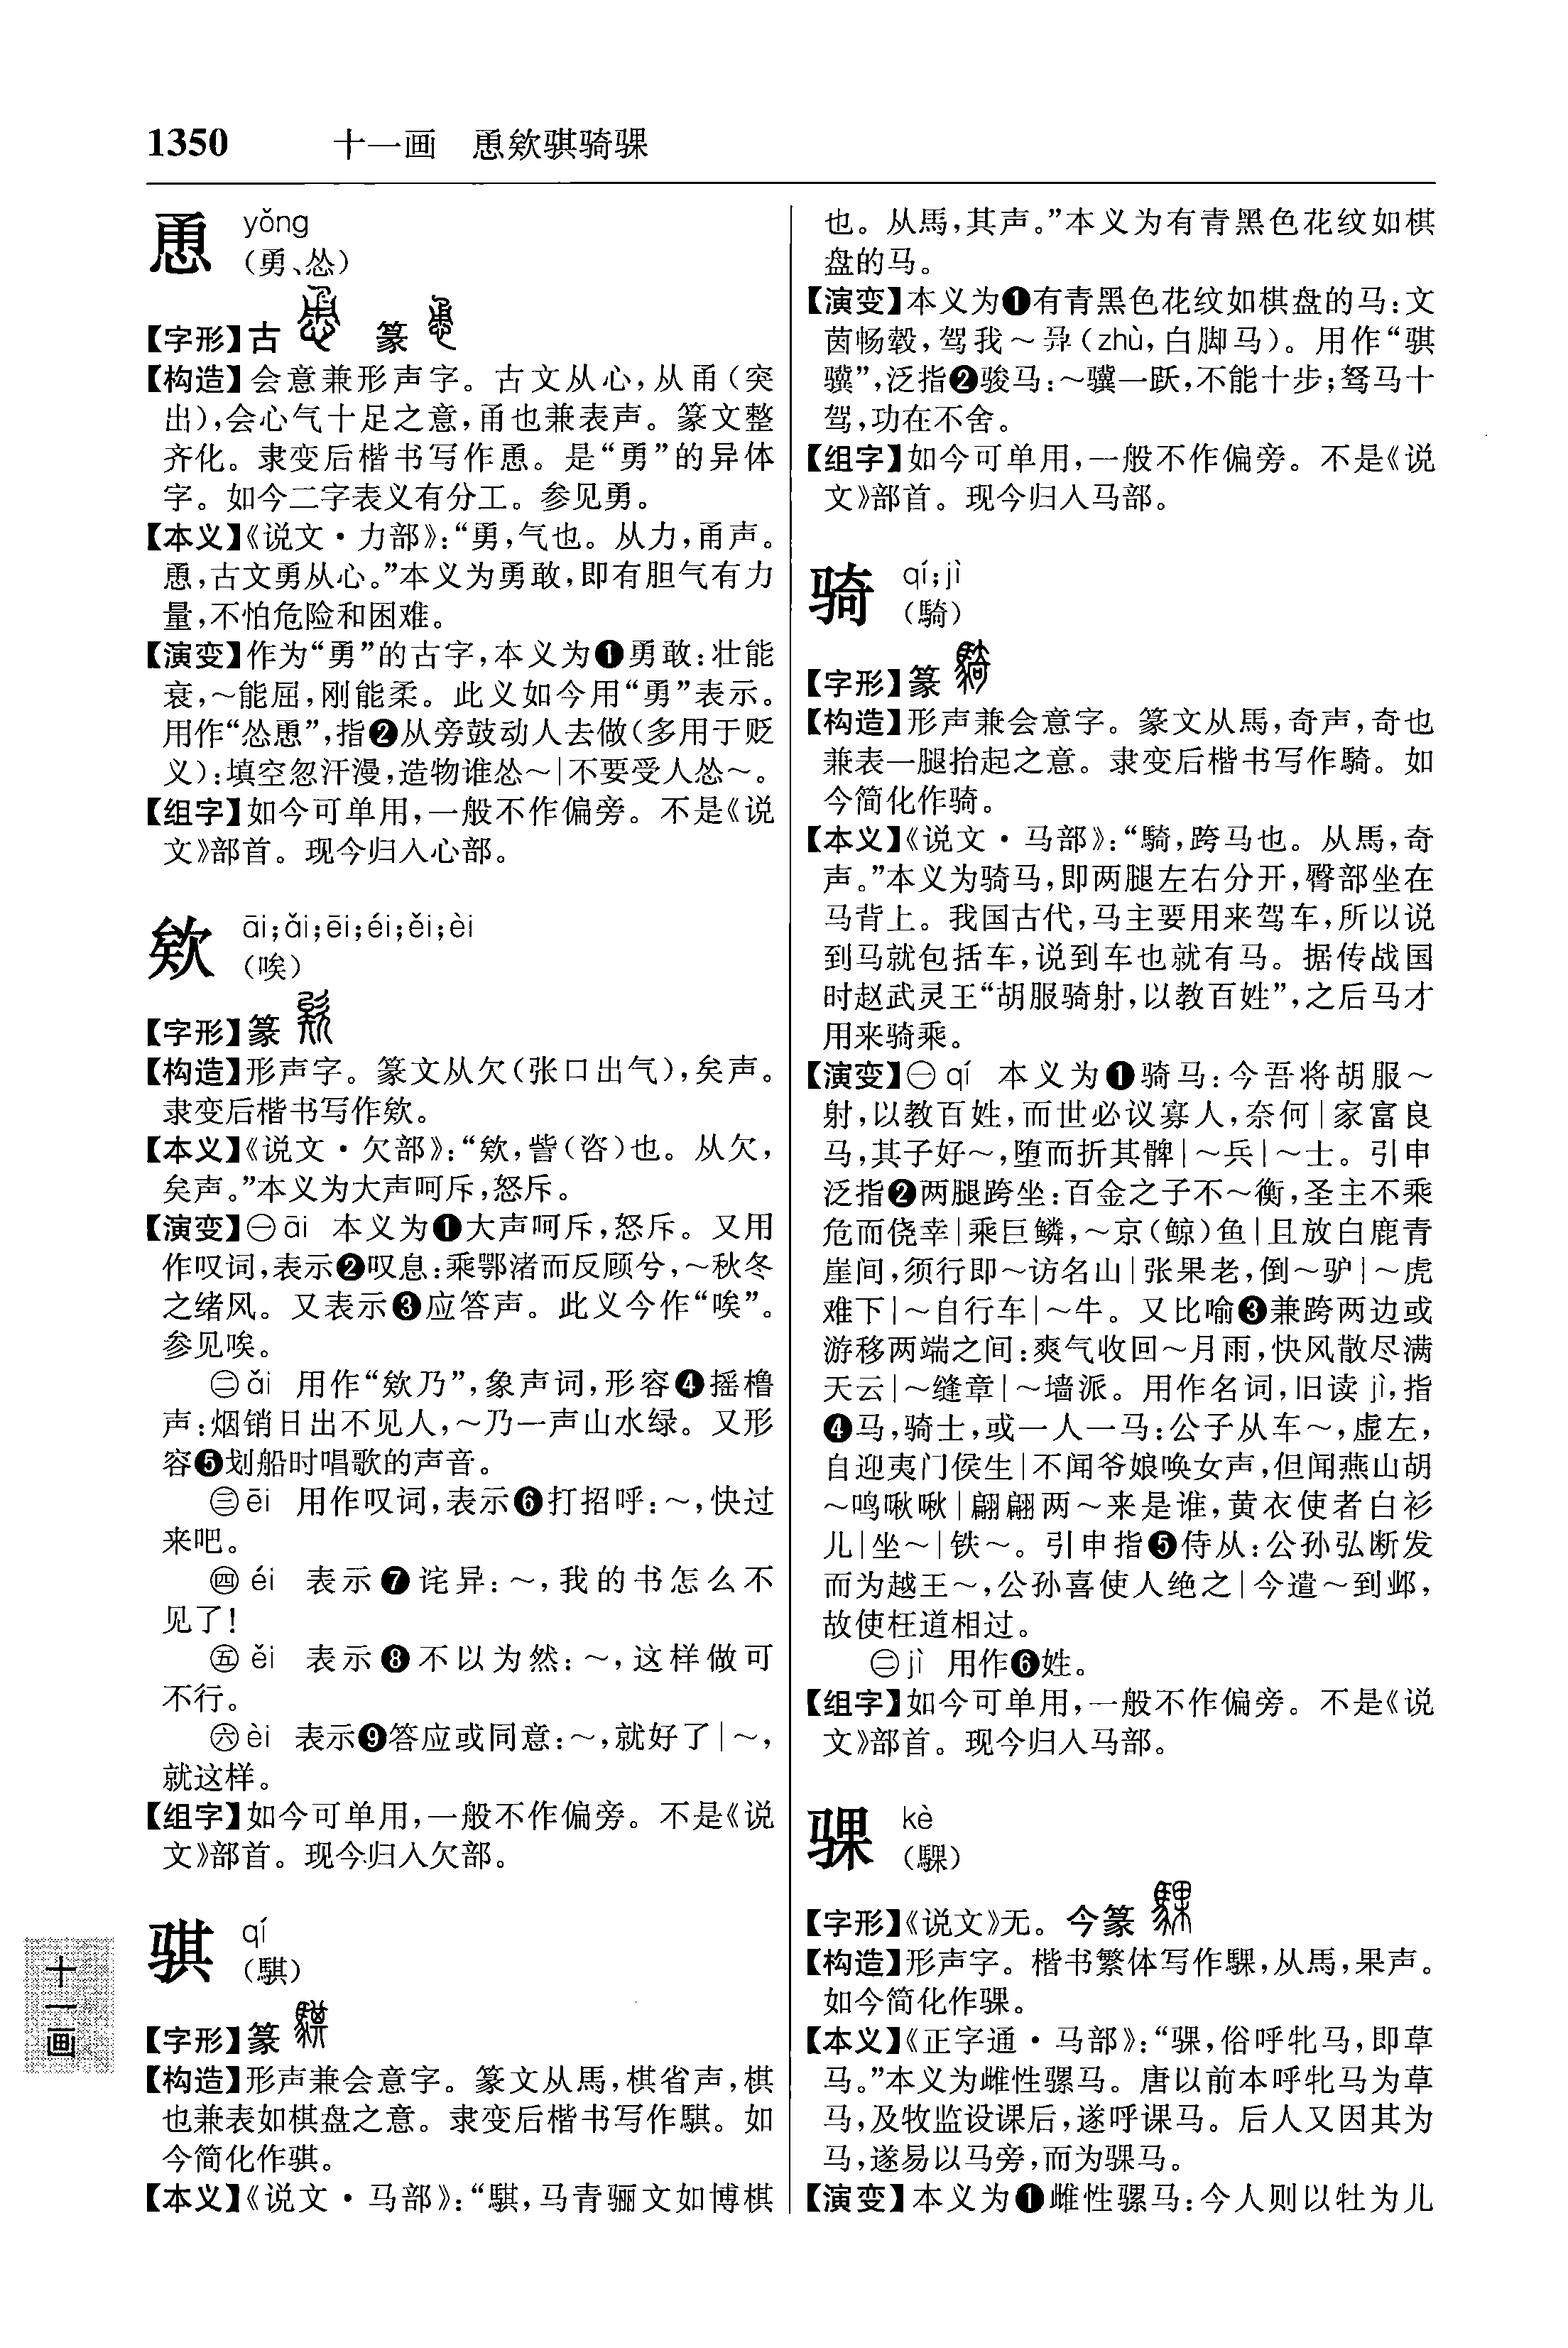 1350 十一画 恿欸骐骑骒
恿 yǒng
(勇、怂)
【字形】古 篆
【构造】会意兼形声字。古文从心,从甬(突
出),会心气十足之意,甬也兼表声。篆文整
齐化。隶变后楷书写作恿。是“勇”的异体
字。如今二字表义有分工。参见勇。
【本义】《说文·力部》:“勇,气也。从力,甬声。
恿,古文勇从心。”本义为勇敢,即有胆气有力
量,不怕危险和困难。
【演变】作为“勇”的古字,本义为❶勇敢:壮能
衰,～能屈,刚能柔。此义如今用“勇”表示。
用作“怂恿”,指❷从旁鼓动人去做(多用于贬
义):填空忽汗漫,造物谁怂～|不要受人怂～。
【组字】如今可单用,一般不作偏旁。不是《说
文》部首。现今归入心部。
欸 āi;ǎi;ēi;éi;ěi;èi
(唉)
【字形】篆
【构造】形声字。篆文从欠(张口出气),矣声。
隶变后楷书写作欸。
【本义】《说文·欠部》:“欸,訾(咨)也。从欠,
矣声。”本义为大声呵斥,怒斥。
【演变】㊀āi 本义为❶大声呵斥,怒斥。又用
作叹词,表示❷叹息:乘鄂渚而反顾兮,～秋冬
之绪风。又表示❸应答声。此义今作“唉”。
参见唉。
㊁ǎi 用作“欸乃”,象声词,形容❹摇橹
声:烟销日出不见人,～乃一声山水绿。又形
容❺划船时唱歌的声音。
㊂ēi 用作叹词,表示❻打招呼:～,快过
来吧。
㊃éi 表示❼诧异:～,我的书怎么不
见了!
㊄ěi 表示❽不以为然:～,这样做可
不行。
㊅èi 表示❾答应或同意:～,就好了|～,
就这样。
【组字】如今可单用,一般不作偏旁。不是《说
文》部首。现今归入欠部。
骐 qí
(騏)
【字形】篆
【构造】形声兼会意字。篆文从馬,棋省声,棋
也兼表如棋盘之意。隶变后楷书写作騏。如
今简化作骐。
【本义】《说文·马部》:“騏,马青骊文如博棋
也。从馬,其声。”本义为有青黑色花纹如棋
盘的马。
【演变】本义为❶有青黑色花纹如棋盘的马:文
茵畅毂,驾我～馵(zhù,白脚马)。用作“骐
骥”,泛指❷骏马:～骥一跃,不能十步;驽马十
驾,功在不舍。
【组字】如今可单用,一般不作偏旁。不是《说
文》部首。现今归入马部。
骑 qí;jì
(騎)
【字形】篆
【构造】形声兼会意字。篆文从馬,奇声,奇也
兼表一腿抬起之意。隶变后楷书写作騎。如
今简化作骑。
【本义】《说文·马部》:“騎,跨马也。从馬,奇
声。”本义为骑马,即两腿左右分开,臀部坐在
马背上。我国古代,马主要用来驾车,所以说
到马就包括车,说到车也就有马。据传战国
时赵武灵王“胡服骑射,以教百姓”,之后马才
用来骑乘。
【演变】㊀qí 本义为❶骑马:今吾将胡服～
射,以教百姓,而世必议寡人,奈何|家富良
马,其子好～,堕而折其髀|～兵|～士。引申
泛指❷两腿跨坐:百金之子不～衡,圣主不乘
危而侥幸|乘巨鳞,～京(鲸)鱼|且放白鹿青
崖间,须行即～访名山|张果老,倒～驴|～虎
难下|～自行车|～牛。又比喻❸兼跨两边或
游移两端之间:爽气收回～月雨,快风散尽满
天云|～缝章|～墙派。用作名词,旧读 jì,指
❹马,骑士,或一人一马:公子从车～,虚左,
自迎夷门侯生|不闻爷娘唤女声,但闻燕山胡
～鸣啾啾|翩翩两～来是谁,黄衣使者白衫
儿|坐～|铁～。引申指❺侍从:公孙弘断发
而为越王～,公孙喜使人绝之|今遣～到邺,
故使枉道相过。
㊁jì 用作❻姓。
【组字】如今可单用,一般不作偏旁。不是《说
文》部首。现今归入马部。
骒 kè
(騍)
【字形】《说文》无。今篆
【构造】形声字。楷书繁体写作騍,从馬,果声。
如今简化作骒。
【本义】《正字通·马部》:“骒,俗呼牝马,即草
马。”本义为雌性骡马。唐以前本呼牝马为草
马,及牧监设课后,遂呼课马。后人又因其为
马,遂易以马旁,而为骒马。
【演变】本义为❶雌性骡马:今人则以牡为儿
十一画